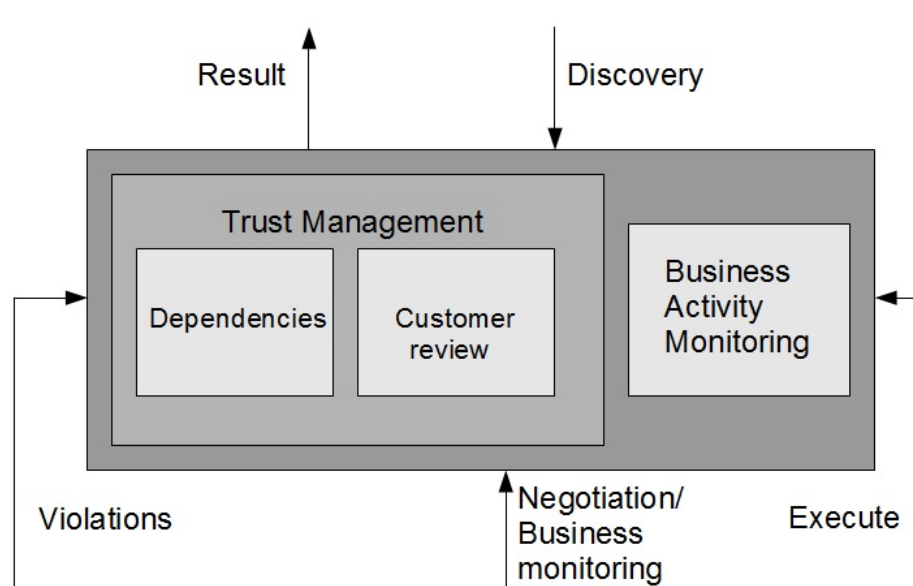 Result
Discovery
Trust Management
Dependencies
Customer
review
Business
Activity
Monitoring
Violations
Negotiation/
Business
monitoring
Execute